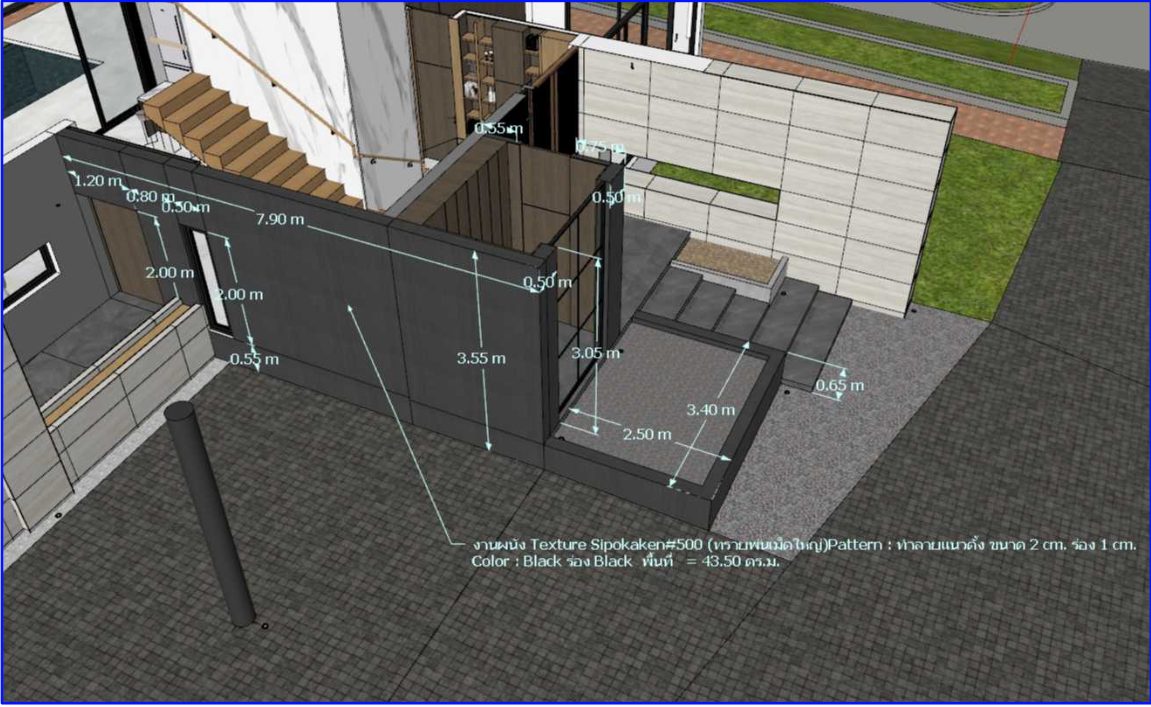 0.55 m
0.75 m
1.20 m
0.80 m
0.50 m
0.50 m
7.90 m
2.00 m
0.50 m
2.00 m
3.55 m
3.05 m
0.55 m
0.65 m
3.40 m
2.50 m
งานผนัง Texture Sipokaken#500 (ทรายพ่นเม็ดใหญ่)Pattern : ทำลายแนวตั้ง ขนาด 2 cm. ร่อง 1 cm.
Color : Black ร่อง Black พื้นที่ = 43.50 ตร.ม.